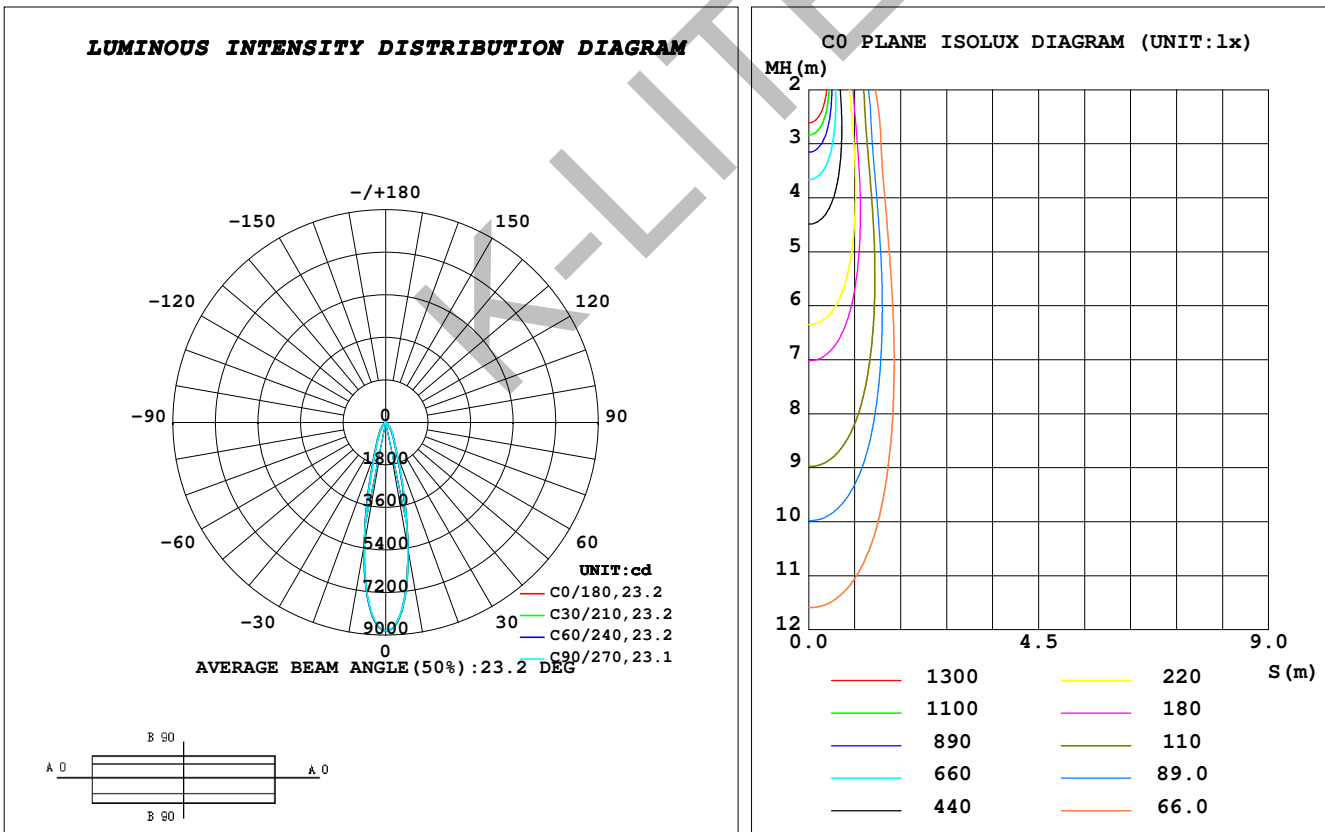 LUMINOUS INTENSITY DISTRIBUTION DIAGRAM
-/+180
-150
150
-120
120
-90
90
0
1800
3600
5400
7200
9000
-60
60
-30
30
0
UNIT:cd
C0/180,23.2
C30/210,23.2
C60/240,23.2
C90/270,23.1
AVERAGE BEAM ANGLE(50%):23.2 DEG
B 90
A 0
A 0
B 90
K-LITE
C0 PLANE ISOLUX DIAGRAM (UNIT:lx)
MH(m)
2
3
4
5
6
7
8
9
10
11
12
0.0
4.5
9.0
S(m)
1300
220
1100
180
890
110
660
89.0
440
66.0